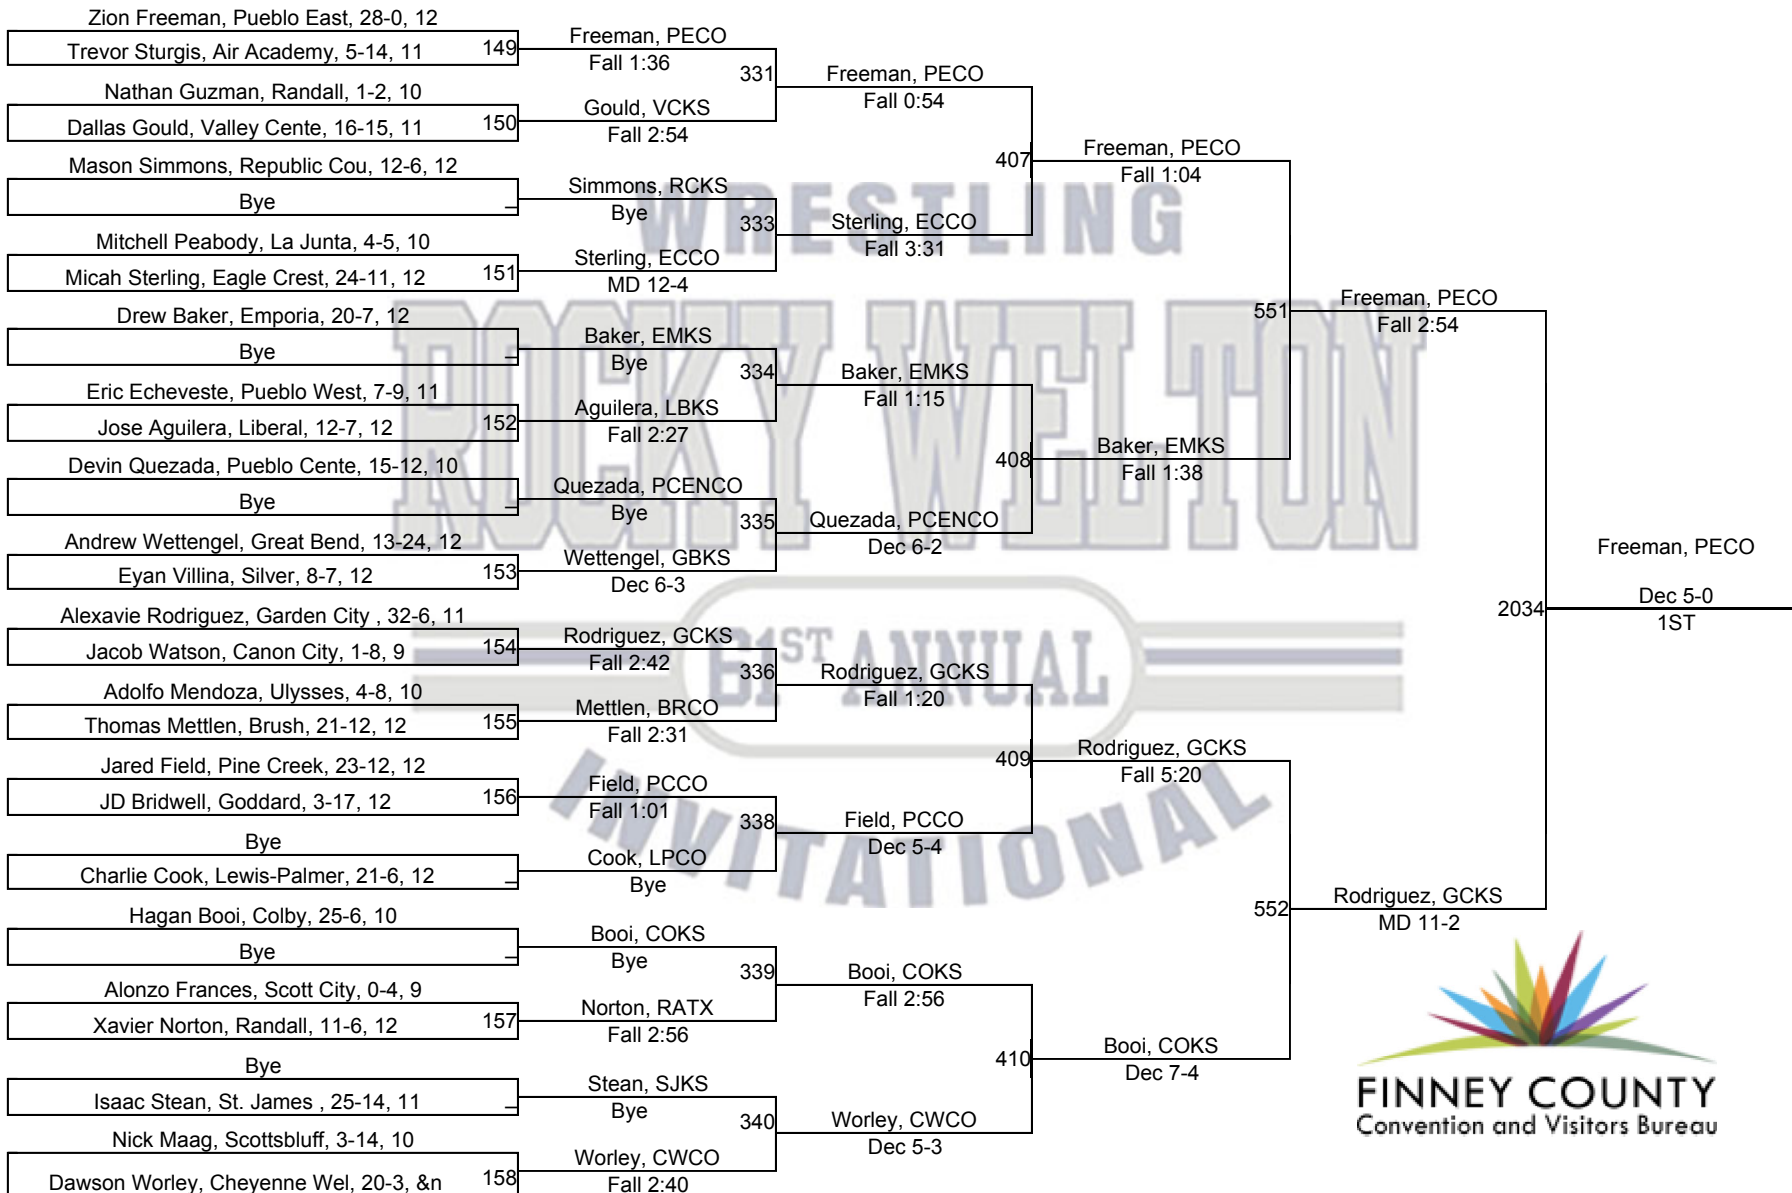 Zion Freeman, Pueblo East, 28-0, 12
Trevor Sturgis, Air Academy, 5-14, 11
149
Nathan Guzman, Randall, 1-2, 10
Dallas Gould, Valley Cente, 16-15, 11
150
Mason Simmons, Republic Cou, 12-6, 12
Bye
Mitchell Peabody, La Junta, 4-5, 10
Micah Sterling, Eagle Crest, 24-11, 12
151
Drew Baker, Emporia, 20-7, 12
Bye
Eric Echeveste, Pueblo West, 7-9, 11
Jose Aguilera, Liberal, 12-7, 12
152
Devin Quezada, Pueblo Cente, 15-12, 10
Bye
Andrew Wettengel, Great Bend, 13-24, 12
Eyan Villina, Silver, 8-7, 12
153
Alexavie Rodriguez, Garden City , 32-6, 11
Jacob Watson, Canon City, 1-8, 9
154
Adolfo Mendoza, Ulysses, 4-8, 10
Thomas Mettlen, Brush, 21-12, 12
155
Jared Field, Pine Creek, 23-12, 12
JD Bridwell, Goddard, 3-17, 12
156
Bye
Charlie Cook, Lewis-Palmer, 21-6, 12
Hagan Booi, Colby, 25-6, 10
Bye
Alonzo Frances, Scott City, 0-4, 9
Xavier Norton, Randall, 11-6, 12
157
Bye
Isaac Stean, St. James , 25-14, 11
Nick Maag, Scottsbluff, 3-14, 10
Dawson Worley, Cheyenne Wel, 20-3, &n
158
Freeman, PECO
Fall 1:36
331
Gould, VCKS
Fall 2:54
Simmons, RCKS
Bye
333
Sterling, ECCO
MD 12-4
Baker, EMKS
Bye
334
Aguilera, LBKS
Fall 2:27
Quezada, PCENCO
Bye
335
Wettengel, GBKS
Dec 6-3
Rodriguez, GCKS
Fall 2:42
336
Mettlen, BRCO
Fall 2:31
Field, PCCO
Fall 1:01
338
Cook, LPCO
Bye
Booi, COKS
Bye
339
Norton, RATX
Fall 2:56
Stean, SJKS
Bye
340
Worley, CWCO
Fall 2:40
Freeman, PECO
Fall 0:54
407
Sterling, ECCO
Fall 3:31
Baker, EMKS
Fall 1:15
408
Quezada, PCENCO
Dec 6-2
Rodriguez, GCKS
Fall 1:20
409
Field, PCCO
Dec 5-4
Booi, COKS
Fall 2:56
410
Worley, CWCO
Dec 5-3
Freeman, PECO
Fall 1:04
551
Baker, EMKS
Fall 1:38
Rodriguez, GCKS
Fall 5:20
552
Booi, COKS
Dec 7-4
Freeman, PECO
Fall 2:54
2034
Rodriguez, GCKS
MD 11-2
Freeman, PECO
Dec 5-0
1ST
WRESTLING
ROCKY WELTON
61ST ANNUAL
INVITATIONAL
FINNEY COUNTY
Convention and Visitors Bureau